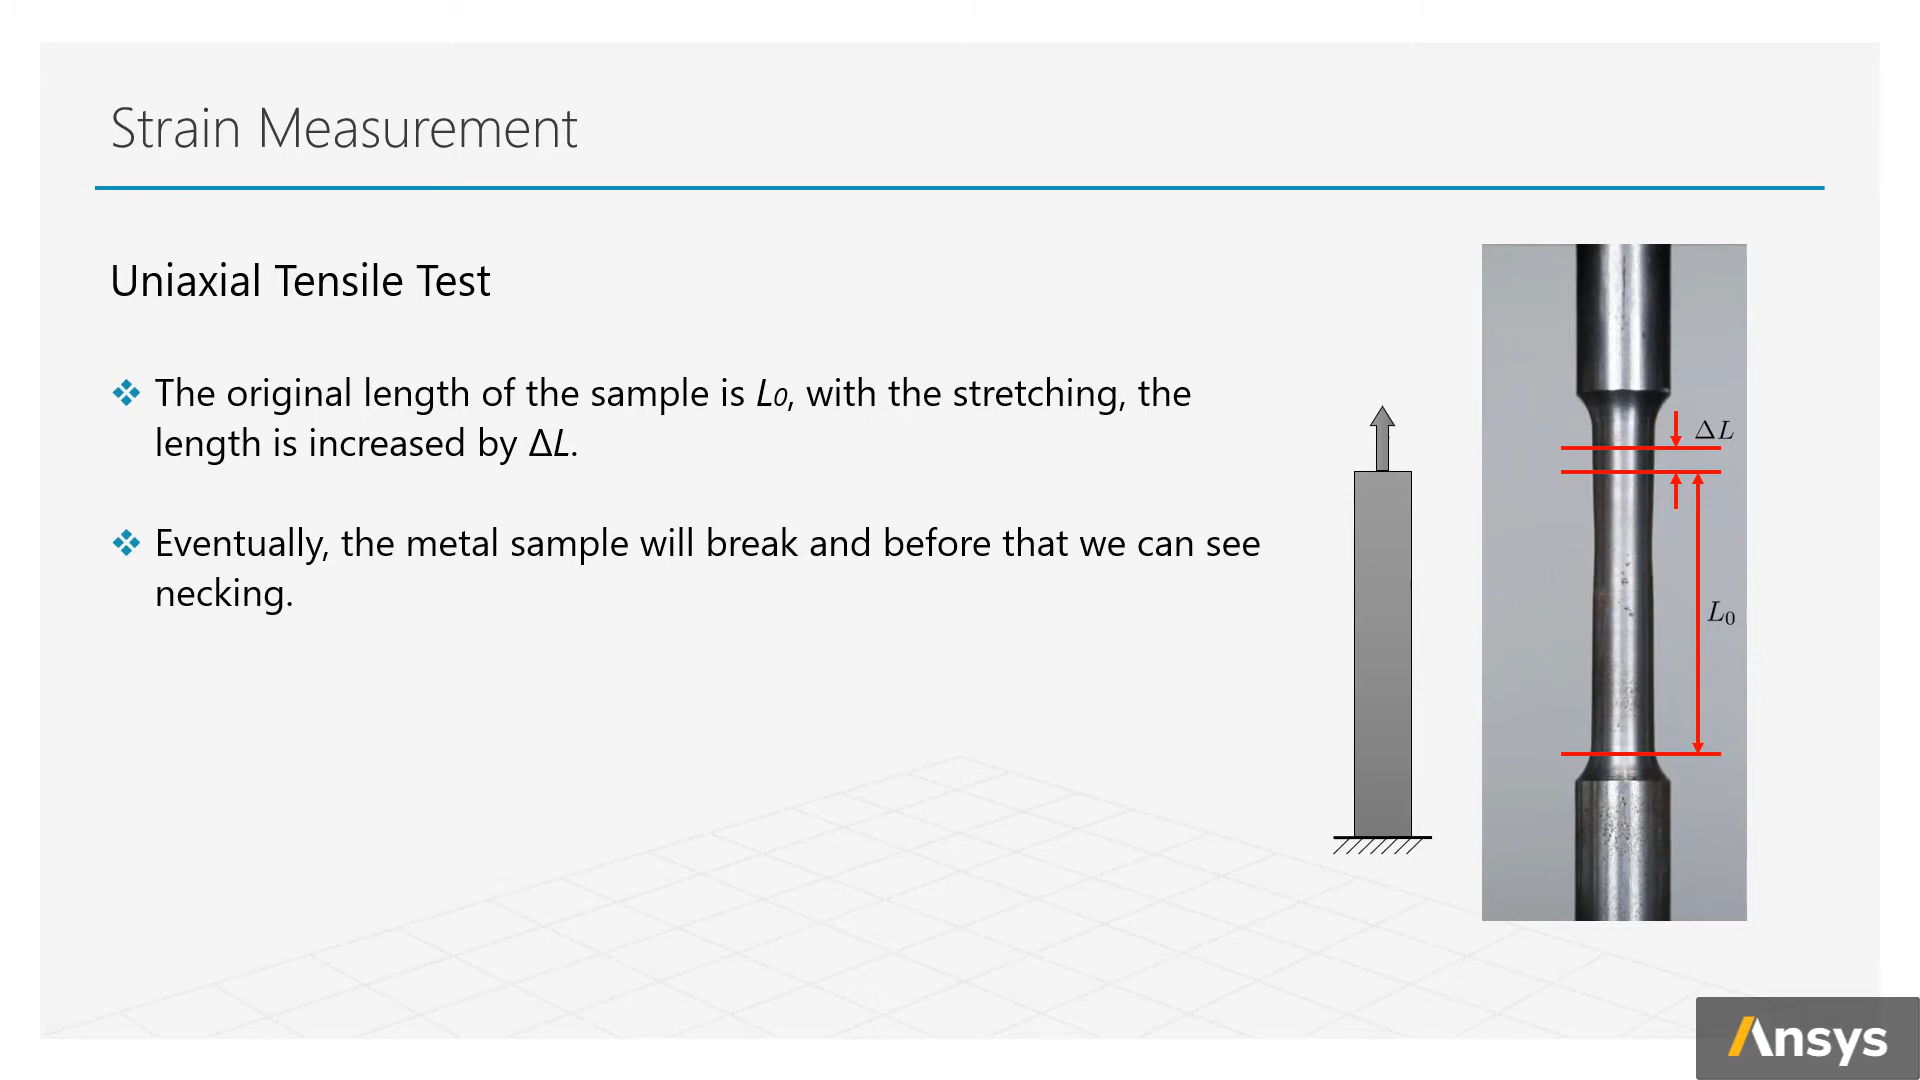 Strain Measurement
Uniaxial Tensile Test
❖ The original length of the sample is L₀, with the stretching, the
length is increased by ΔL.
❖ Eventually, the metal sample will break and before that we can see
necking.
ΔL
L₀
Ansys